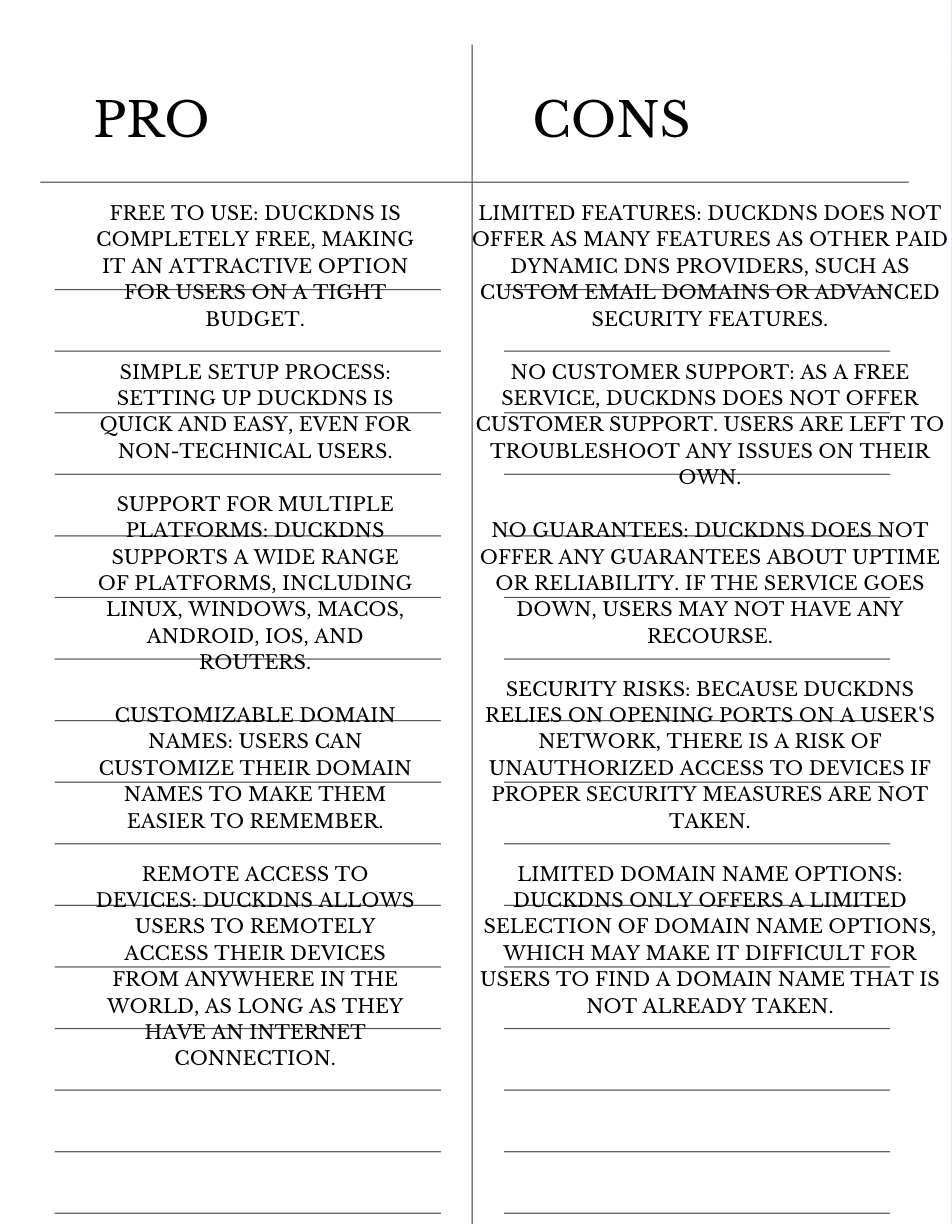 PRO
FREE TO USE: DUCKDNS IS
COMPLETELY FREE, MAKING
IT AN ATTRACTIVE OPTION
FOR USERS ON A TIGHT
BUDGET.
SIMPLE SETUP PROCESS:
SETTING UP DUCKDNS IS
QUICK AND EASY, EVEN FOR
NON-TECHNICAL USERS.
SUPPORT FOR MULTIPLE
PLATFORMS: DUCKDNS
SUPPORTS A WIDE RANGE
OF PLATFORMS, INCLUDING
LINUX, WINDOWS, MACOS,
ANDROID, IOS, AND
ROUTERS.
CUSTOMIZABLE DOMAIN
NAMES: USERS CAN
CUSTOMIZE THEIR DOMAIN
NAMES TO MAKE THEM
EASIER TO REMEMBER.
REMOTE ACCESS TO
DEVICES: DUCKDNS ALLOWS
USERS TO REMOTELY
ACCESS THEIR DEVICES
FROM ANYWHERE IN THE
WORLD, AS LONG AS THEY
HAVE AN INTERNET
CONNECTION.
CONS
LIMITED FEATURES: DUCKDNS DOES NOT
OFFER AS MANY FEATURES AS OTHER PAID
DYNAMIC DNS PROVIDERS, SUCH AS
CUSTOM EMAIL DOMAINS OR ADVANCED
SECURITY FEATURES.
NO CUSTOMER SUPPORT: AS A FREE
SERVICE, DUCKDNS DOES NOT OFFER
CUSTOMER SUPPORT. USERS ARE LEFT TO
TROUBLESHOOT ANY ISSUES ON THEIR
OWN.
NO GUARANTEES: DUCKDNS DOES NOT
OFFER ANY GUARANTEES ABOUT UPTIME
OR RELIABILITY. IF THE SERVICE GOES
DOWN, USERS MAY NOT HAVE ANY
RECOURSE.
SECURITY RISKS: BECAUSE DUCKDNS
RELIES ON OPENING PORTS ON A USER'S
NETWORK, THERE IS A RISK OF
UNAUTHORIZED ACCESS TO DEVICES IF
PROPER SECURITY MEASURES ARE NOT
TAKEN.
LIMITED DOMAIN NAME OPTIONS:
DUCKDNS ONLY OFFERS A LIMITED
SELECTION OF DOMAIN NAME OPTIONS,
WHICH MAY MAKE IT DIFFICULT FOR
USERS TO FIND A DOMAIN NAME THAT IS
NOT ALREADY TAKEN.